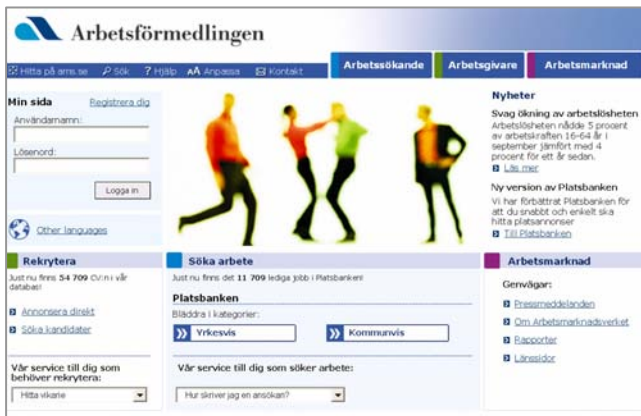 Arbetsförmedlingen
Hitta på ams.se Sök ? Hjälp AA Anpassa Kontakt
Arbetssökande Arbetsgivare Arbetsmarknad
Min sida Registrera dig
Användarnamn:
Lösenord:
Logga in
Other languages
Nyheter
Svag ökning av arbetslösheten
Arbetslösheten nådde 5 procent
av arbetskraften 16-64 år i
september jämfört med 4
procent för ett år sedan.
Läs mer
Ny version av Platsbanken
Vi har förbättrat Platsbanken för
att du snabbt och enkelt ska
hitta platsannonser
Till Platsbanken
Rekrytera
Just nu finns 54 709 CV:n i vår
databas!
Annonsera direkt
Söka kandidater
Vår service till dig som
behöver rekrytera:
Hitta vikarie
Söka arbete
Just nu finns det 11 709 lediga jobb i Platsbanken!
Platsbanken
Bläddra i kategorier:
Yrkesvis Kommunvis
Vår service till dig som söker arbete:
Hur skriver jag en ansökan?
Arbetsmarknad
Genvägar:
Pressmeddelanden
Om Arbetsmarknadsverket
Rapporter
Länssidor